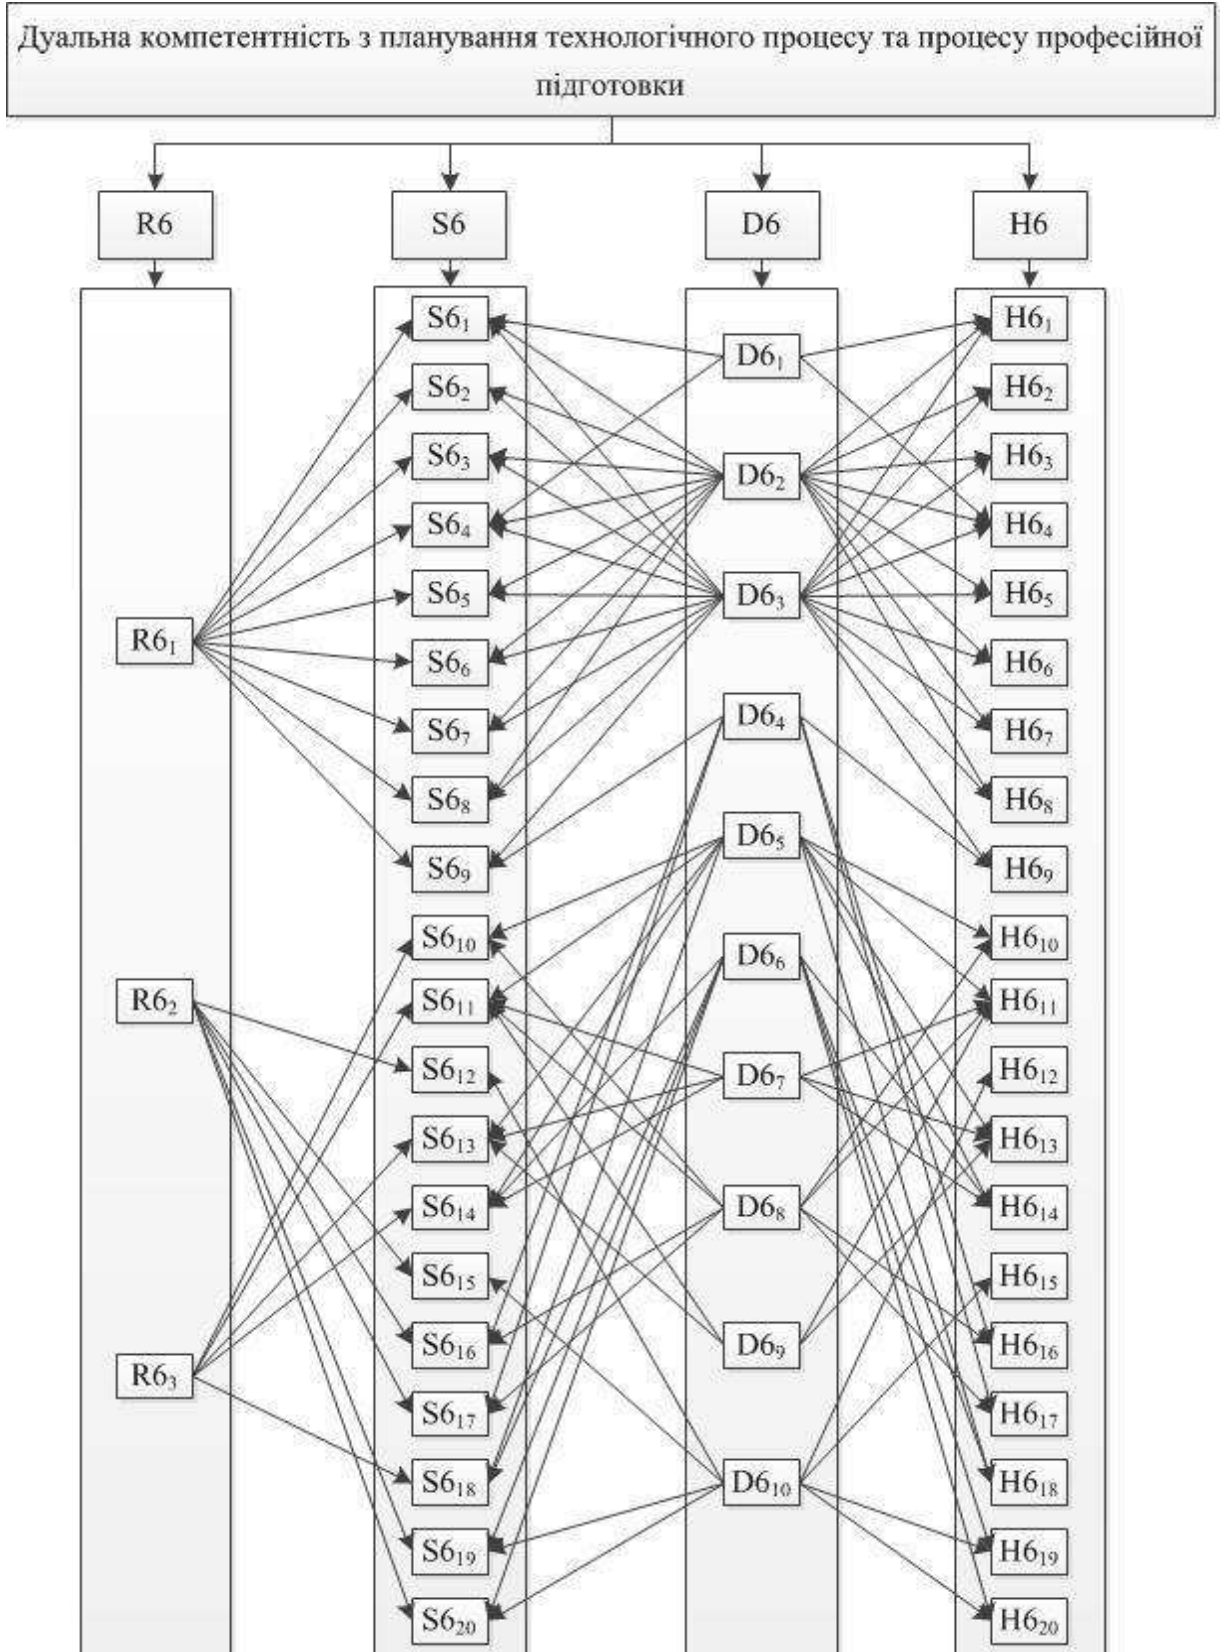 Дуальна компетентність з планування технологічного процесу та процесу професійної
підготовки
R6 S6 D6 H6
S6₁ H6₁
D6₁
S6₂ H6₂
S6₃ D6₂ H6₃
S6₄ H6₄
S6₅ D6₃ H6₅
R6₁
S6₆ H6₆
S6₇ D6₄ H6₇
S6₈ H6₈
D6₅
S6₉ H6₉
S6₁₀ D6₆ H6₁₀
R6₂ S6₁₁ H6₁₁
S6₁₂ D6₇ H6₁₂
S6₁₃ H6₁₃
S6₁₄ D6₈ H6₁₄
S6₁₅ H6₁₅
S6₁₆ D6₉ H6₁₆
R6₃
S6₁₇ H6₁₇
S6₁₈ D6₁₀ H6₁₈
S6₁₉ H6₁₉
S6₂₀ H6₂₀